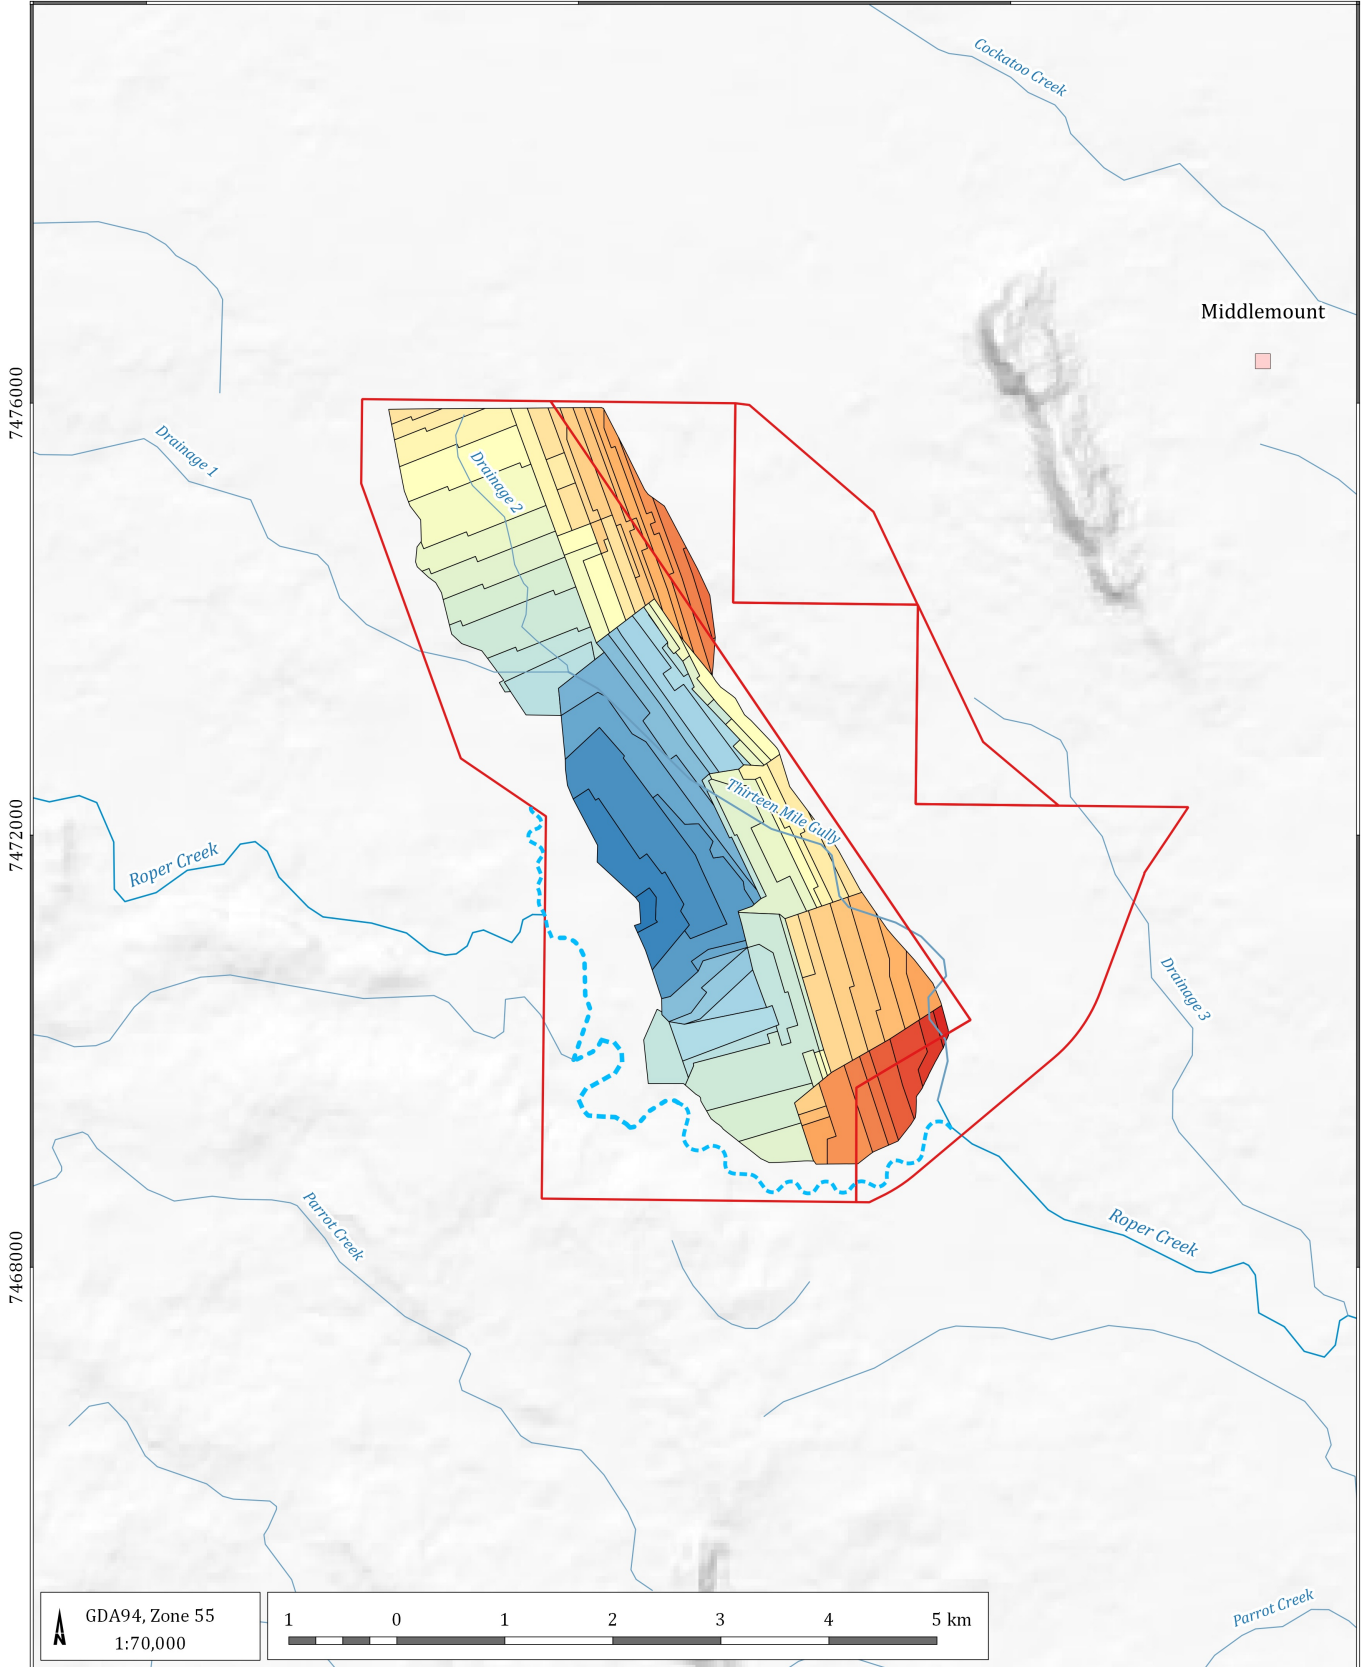 Cockatoo Creek
Middlemount
7476000
Drainage 1
Drainage 2
Thirteen Mile Gully
7472000
Roper Creek
Drainage 3
Parrot Creek
Roper Creek
7468000
Parrot Creek
GDA94, Zone 55
1:70,000
N
1 0 1 2 3 4 5 km